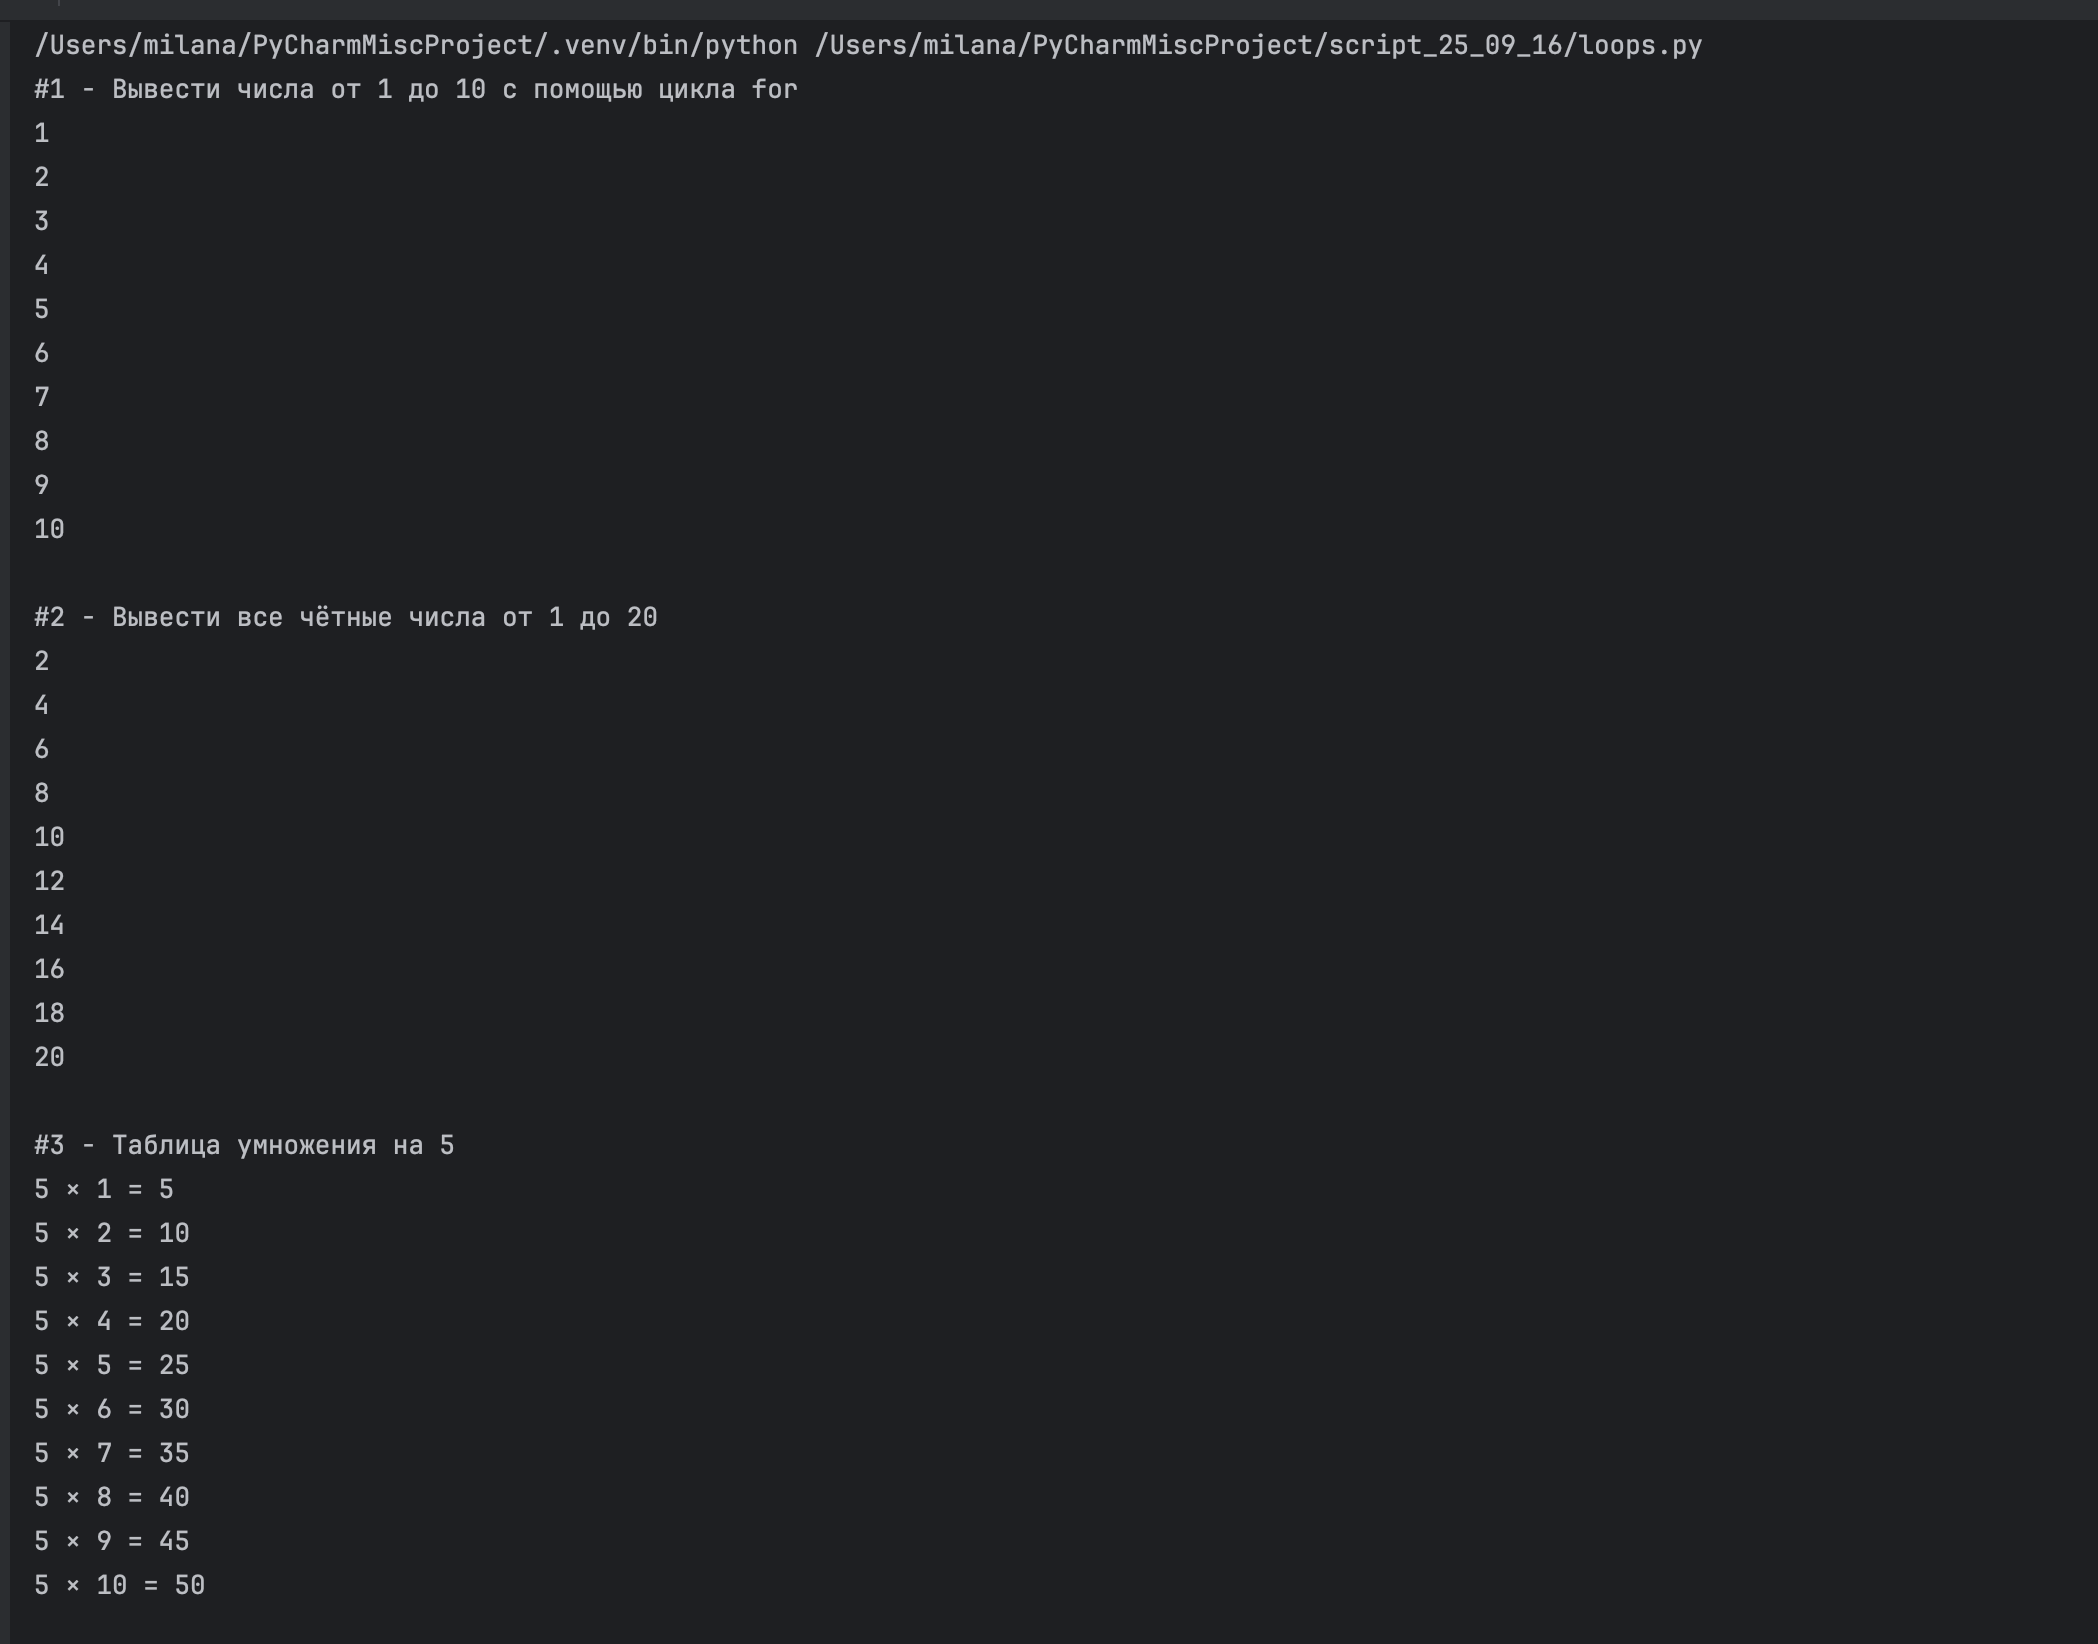 /Users/milana/PyCharmMiscProject/.venv/bin/python /Users/milana/PyCharmMiscProject/script_25_09_16/loops.py
#1 - Вывести числа от 1 до 10 с помощью цикла for
1
2
3
4
5
6
7
8
9
10
#2 - Вывести все чётные числа от 1 до 20
2
4
6
8
10
12
14
16
18
20
#3 - Таблица умножения на 5
5 × 1 = 5
5 × 2 = 10
5 × 3 = 15
5 × 4 = 20
5 × 5 = 25
5 × 6 = 30
5 × 7 = 35
5 × 8 = 40
5 × 9 = 45
5 × 10 = 50